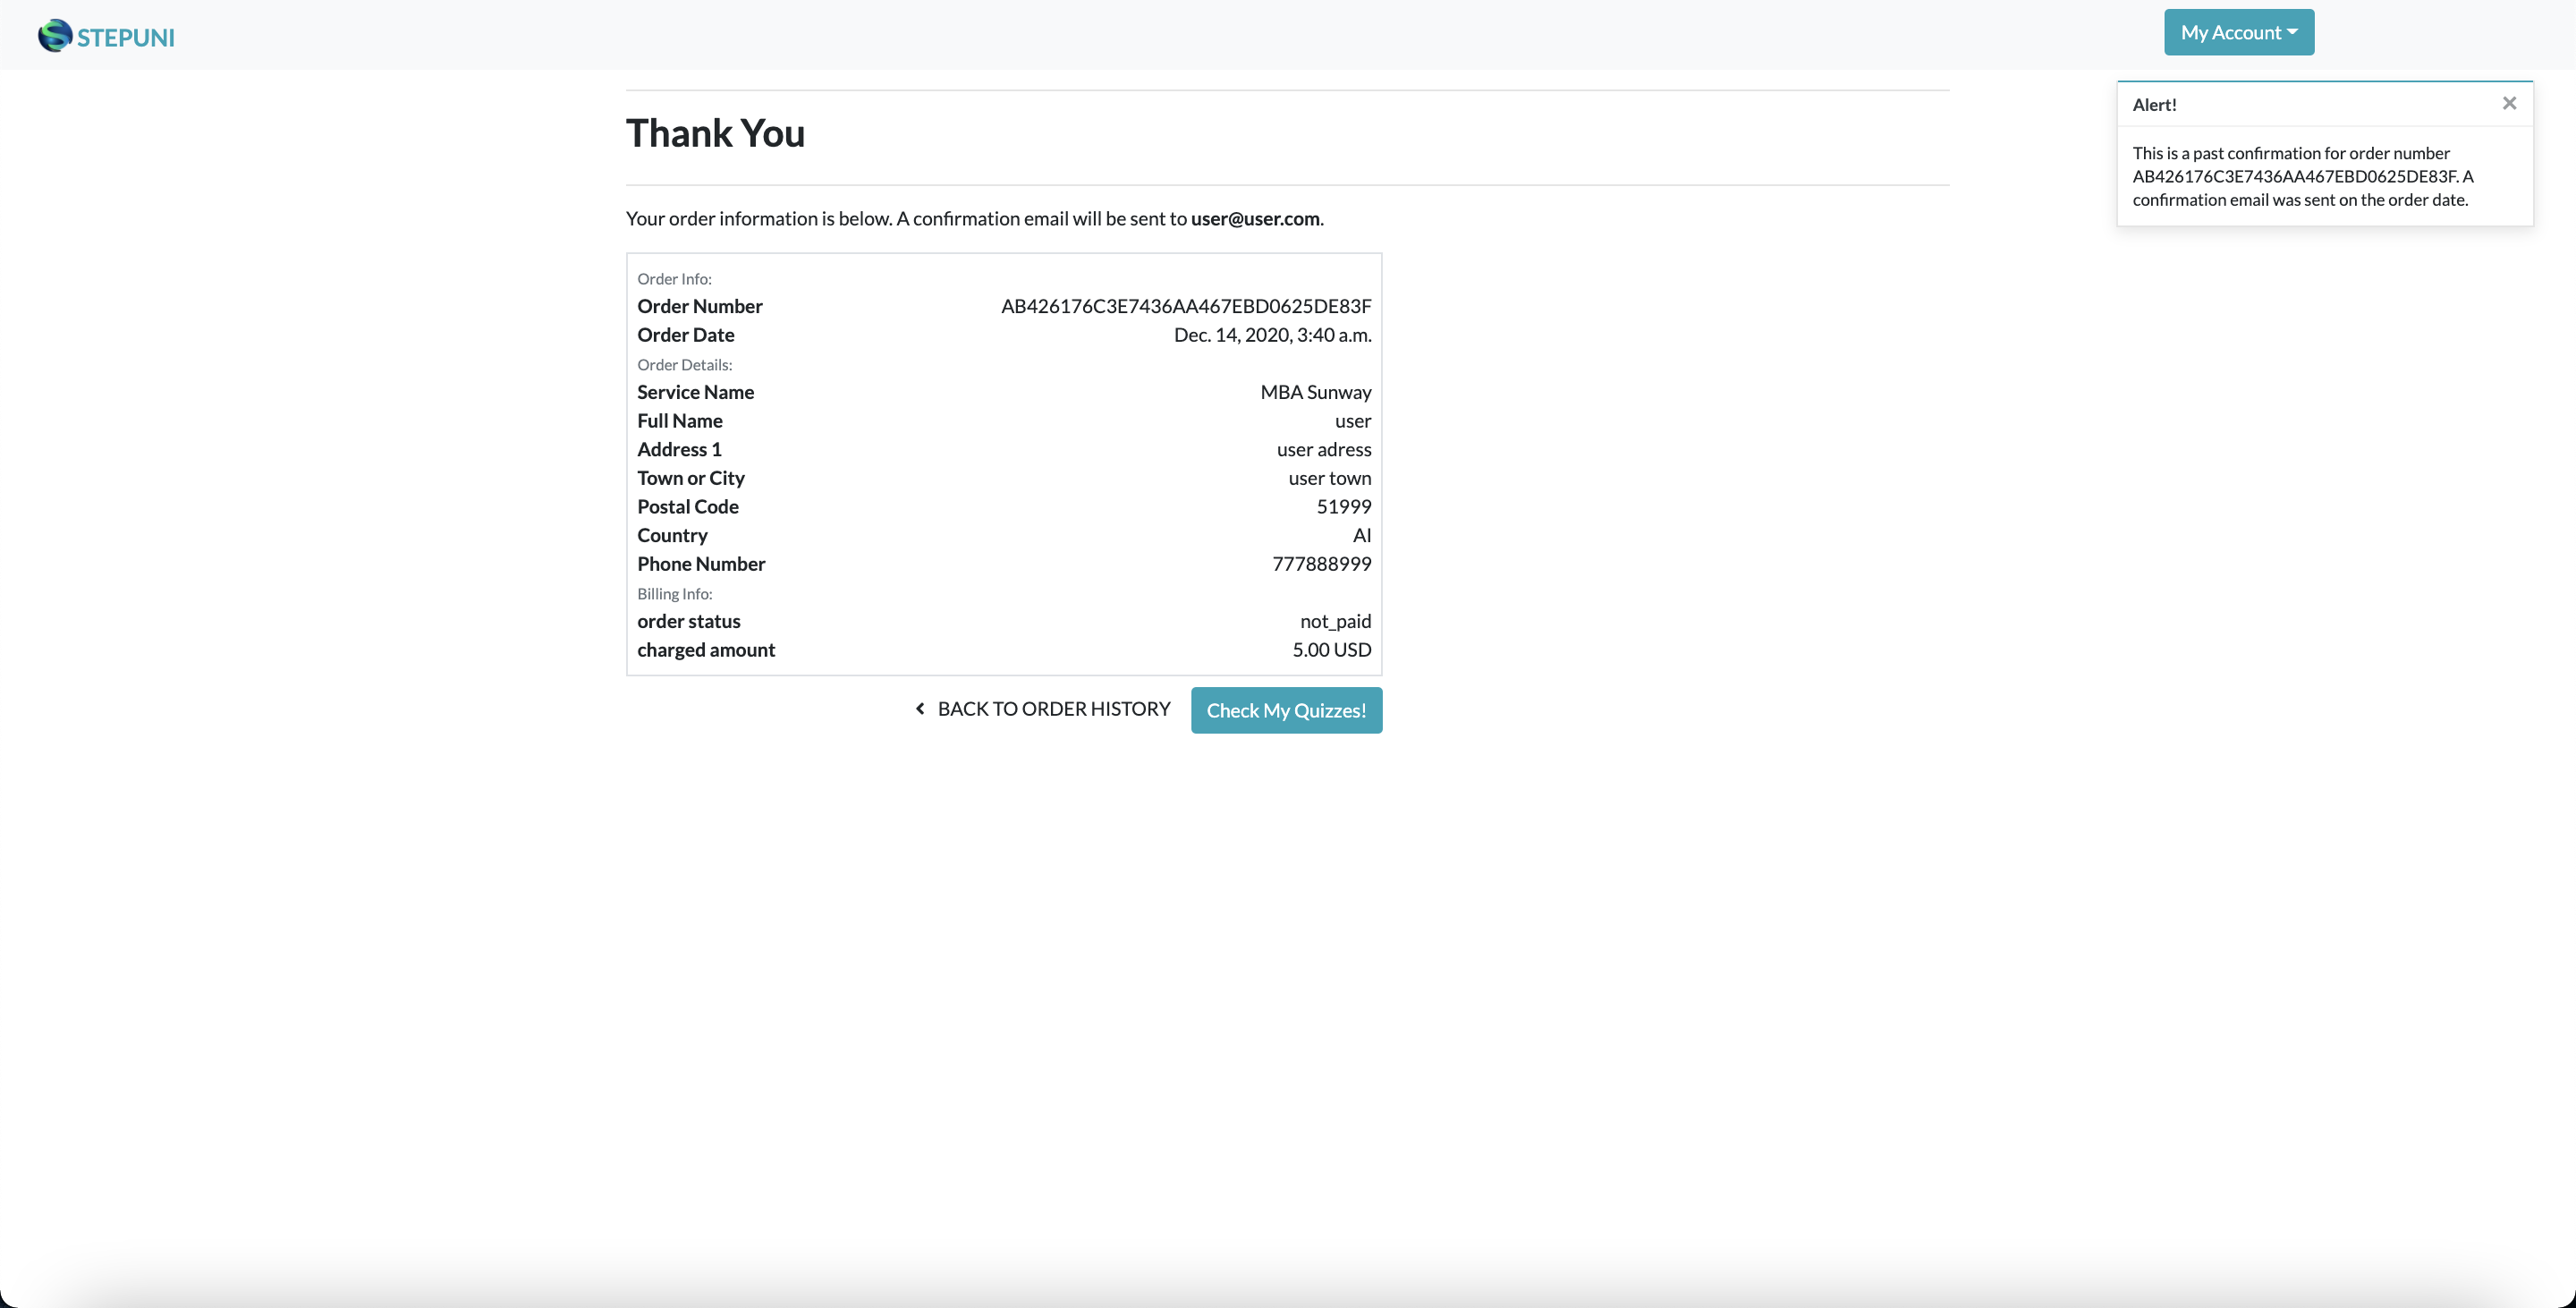 STEPUNI
My Account
Alert!
This is a past confirmation for order number
AB426176C3E7436AA467EBD0625DE83F. A
confirmation email was sent on the order date.
Thank You
Your order information is below. A confirmation email will be sent to user@user.com.
Order Info:
Order Number AB426176C3E7436AA467EBD0625DE83F
Order Date Dec. 14, 2020, 3:40 a.m.
Order Details:
Service Name MBA Sunway
Full Name user
Address 1 user adress
Town or City user town
Postal Code 51999
Country AI
Phone Number 777888999
Billing Info:
order status not_paid
charged amount 5.00 USD
BACK TO ORDER HISTORY Check My Quizzes!